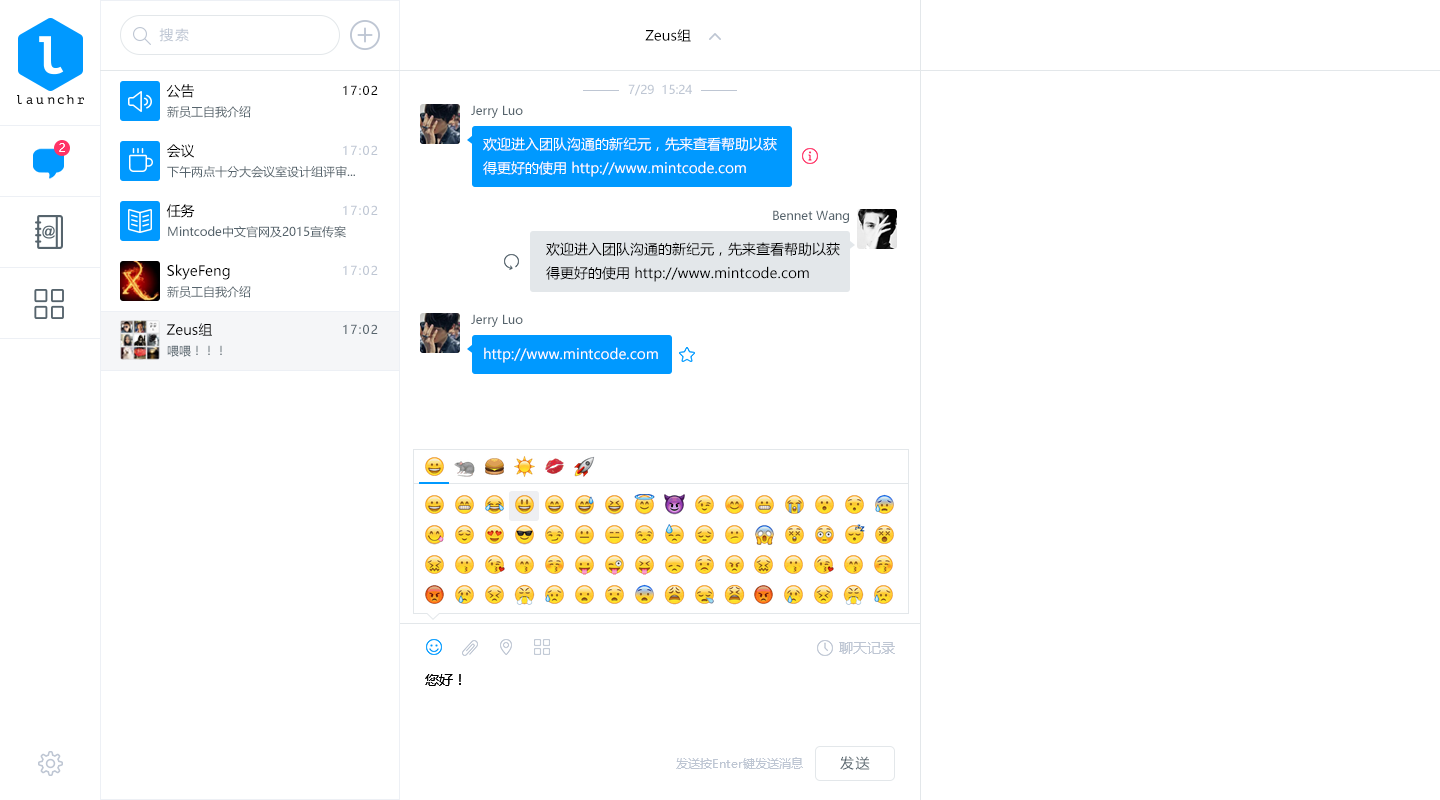 launchr
2
搜索
公告 17:02
新员工自我介绍
会议 17:02
下午两点十分大会议室设计组评审...
任务 17:02
Mintcode中文官网及2015宣传案
SkyeFeng 17:02
新员工自我介绍
Zeus组 17:02
喂喂！！！
Zeus组
7/29 15:24
Jerry Luo
欢迎进入团队沟通的新纪元，先来查看帮助以获
得更好的使用 http://www.mintcode.com
Bennet Wang
欢迎进入团队沟通的新纪元，先来查看帮助以获
得更好的使用 http://www.mintcode.com
Jerry Luo
http://www.mintcode.com
聊天记录
您好！
发送按Enter键发送消息
发送